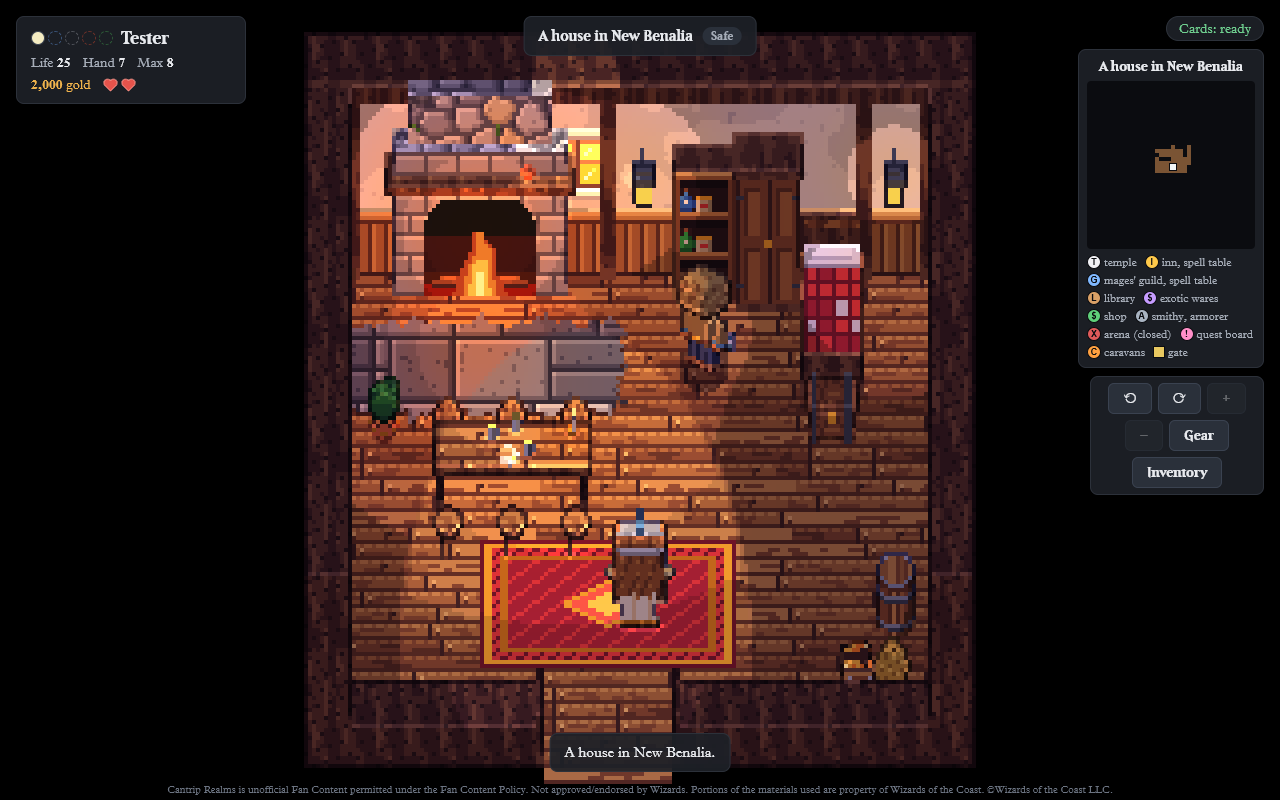 Tester
Life 25 Hand 7 Max 8
2,000 gold
A house in New Benalia Safe
Cards: ready
A house in New Benalia
T temple I inn, spell table
G mages' guild, spell table
L library S exotic wares
S shop A smithy, armorer
X arena (closed) ! quest board
C caravans gate
+
− Gear
Inventory
A house in New Benalia.
Cantrip Realms is unofficial Fan Content permitted under the Fan Content Policy. Not approved/endorsed by Wizards. Portions of the materials used are property of Wizards of the Coast. ©Wizards of the Coast LLC.